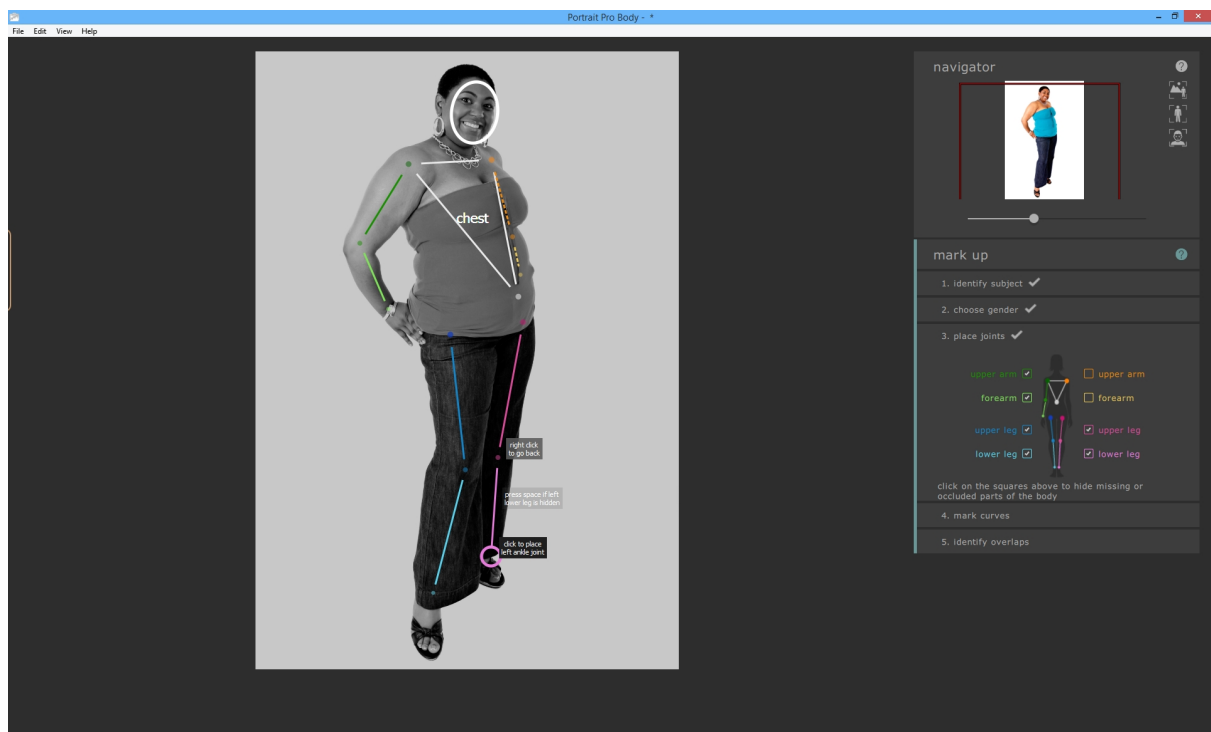 Portrait Pro Body - *
File Edit View Help
navigator
?
chest
mark up
?
1. identify subject
2. choose gender
3. place joints
upper arm
upper arm
forearm
forearm
upper leg
upper leg
lower leg
lower leg
click on the squares above to hide missing or
occluded parts of the body
4. mark curves
5. identify overlaps
right click
to go back
press space if left
lower leg is hidden
click to place
left ankle joint